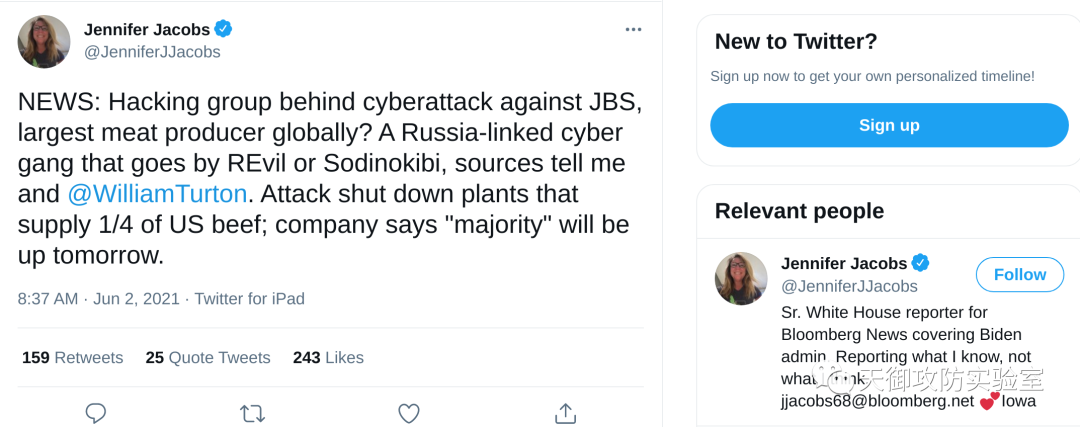 Jennifer Jacobs
@JenniferJJacobs
NEWS: Hacking group behind cyberattack against JBS,
largest meat producer globally? A Russia-linked cyber
gang that goes by REvil or Sodinokibi, sources tell me
and @WilliamTurton. Attack shut down plants that
supply 1/4 of US beef; company says "majority" will be
up tomorrow.
8:37 AM · Jun 2, 2021 · Twitter for iPad
159 Retweets 25 Quote Tweets 243 Likes
New to Twitter?
Sign up now to get your own personalized timeline!
Sign up
Relevant people
Jennifer Jacobs
@JenniferJJacobs
Follow
Sr. White House reporter for
Bloomberg News covering Biden
admin. Reporting what I know, not
jjacobs68@bloomberg.net 💕Iowa
天御攻防实验室